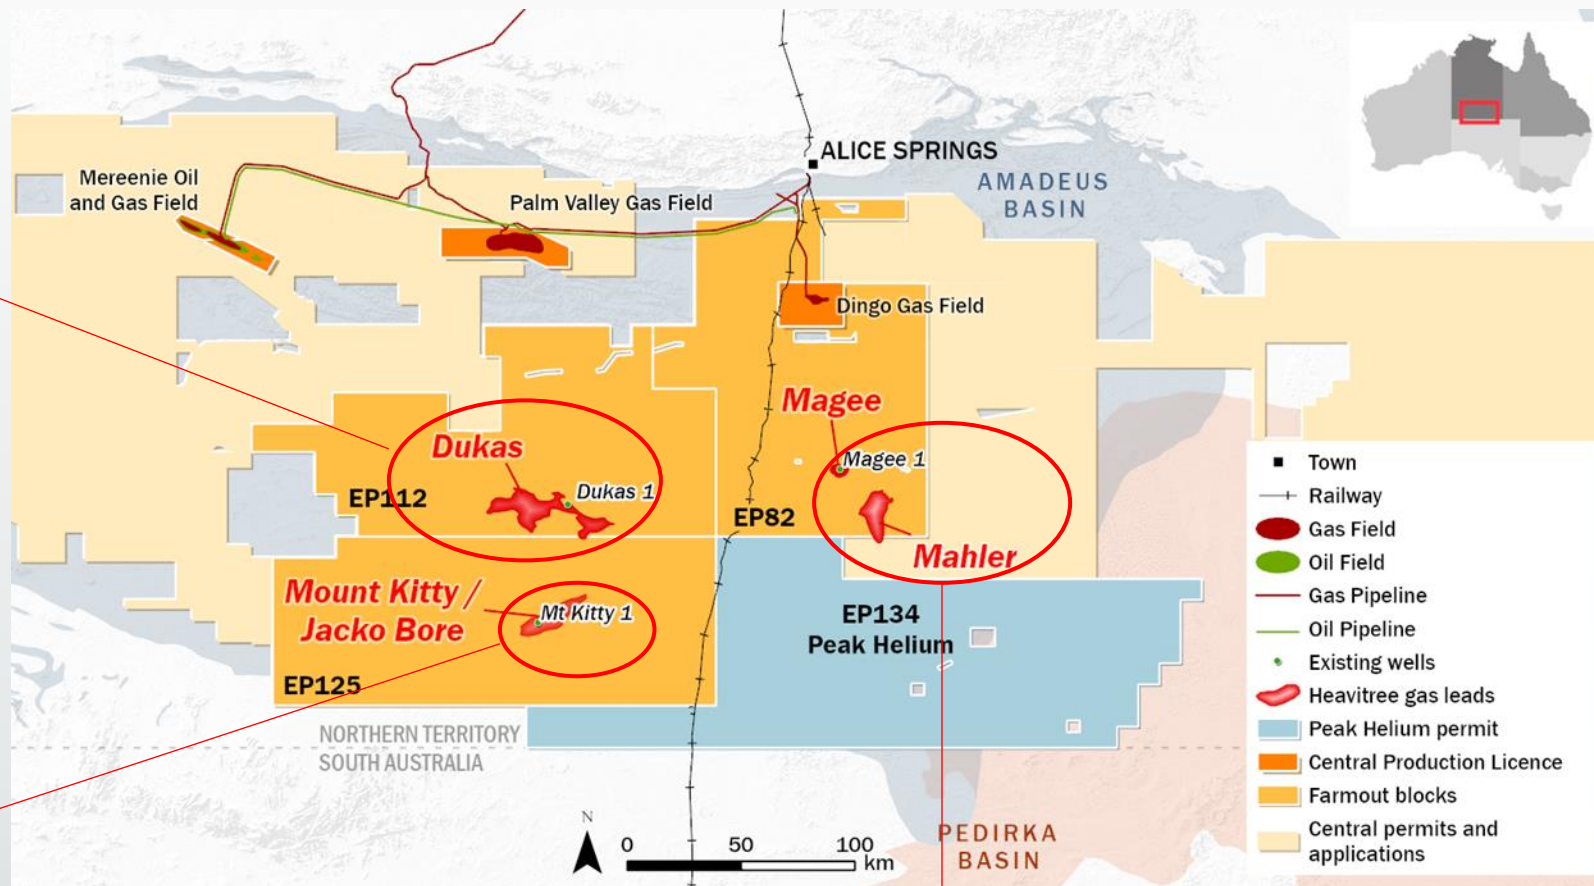 ALICE SPRINGS
AMADEUS
BASIN
Mereenie Oil
and Gas Field
Palm Valley Gas Field
Dingo Gas Field
Magee
Magee 1
Dukas
Dukas 1
EP112
EP82
Mahler
Mount Kitty /
Jacko Bore
Mt Kitty 1
EP134
Peak Helium
EP125
NORTHERN TERRITORY
SOUTH AUSTRALIA
N
0 50 100
km
PEDIRKA
BASIN
Town
Railway
Gas Field
Oil Field
Gas Pipeline
Oil Pipeline
Existing wells
Heavitree gas leads
Peak Helium permit
Central Production Licence
Farmout blocks
Central permits and
applications